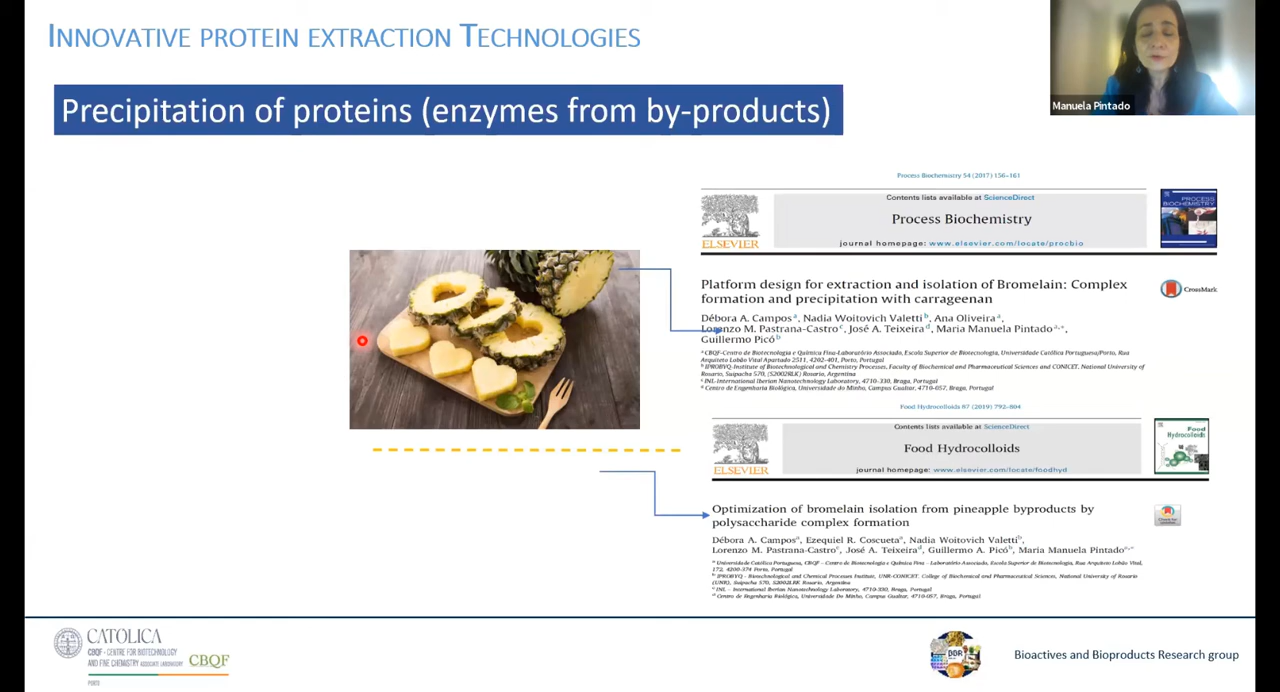 INNOVATIVE PROTEIN EXTRACTION TECHNOLOGIES
Manuela Pintado
Precipitation of proteins (enzymes from by-products)
Process Biochemistry 54 (2017) 156–161
Contents lists available at ScienceDirect
Process Biochemistry
journal homepage: www.elsevier.com/locate/procbio
ELSEVIER
PROCESS
BIOCHEMISTRY
Platform design for extraction and isolation of Bromelain: Complex
formation and precipitation with carrageenan
CrossMark
Débora A. Campos a, Nadia Woitovich Valetti b, Ana Oliveira a,
Lorenzo M. Pastrana-Castro c, José A. Teixeira d, Maria Manuela Pintado a,*,
Guillermo Picó b
a CBQF-Centro de Biotecnologia e Química Fina-Laboratório Associado, Escola Superior de Biotecnologia, Universidade Católica Portuguesa/Porto, Rua
Arquiteto Lobão Vital Apartado 2511, 4202-401, Porto, Portugal
b IPROBYQ-Institute of Biotechnological and Chemistry Processes, Faculty of Biochemical and Pharmaceutical Sciences and CONICET, National University of
Rosario, Suipacha 570, (S2002RLK) Rosario, Argentina
c INL-International Iberian Nanotechnology Laboratory, 4710-330, Braga, Portugal
d Centro de Engenharia Biológica, Universidade do Minho, Campus Gualtar, 4710-057, Braga, Portugal
Food Hydrocolloids 87 (2019) 792–804
Contents lists available at ScienceDirect
Food Hydrocolloids
journal homepage: www.elsevier.com/locate/foodhyd
ELSEVIER
Food
Hydrocolloids
Optimization of bromelain isolation from pineapple byproducts by
polysaccharide complex formation
Débora A. Campos a, Ezequiel R. Coscueta a, Nadia Woitovich Valetti b,
Lorenzo M. Pastrana-Castro c, José A. Teixeira d, Guillermo A. Picó b, Maria Manuela Pintado a,*
a Universidade Católica Portuguesa, CBQF - Centro de Biotecnologia e Química Fina – Laboratório Associado, Escola Superior de Biotecnologia, Rua Arquiteto Lobão Vital,
172, 4200-374 Porto, Portugal
b IPROBYQ - Biotechnological and Chemical Processes Institute, UNR-CONICET. College of Biochemical and Pharmaceutical Sciences, National University of Rosario
(UNR), Suipacha 570, S2002LRK Rosario, Argentina
c INL – International Iberian Nanotechnology Laboratory, 4710-330, Braga, Portugal
d Centro de Engenharia Biológica, Universidade Do Minho, Campus Gualtar, 4710-057, Braga, Portugal
CATOLICA
CBQF - CENTRE FOR BIOTECHNOLOGY
AND FINE CHEMISTRY ASSOCIATE LABORATORY
CBQF
PORTO
Bioactives and Bioproducts Research group